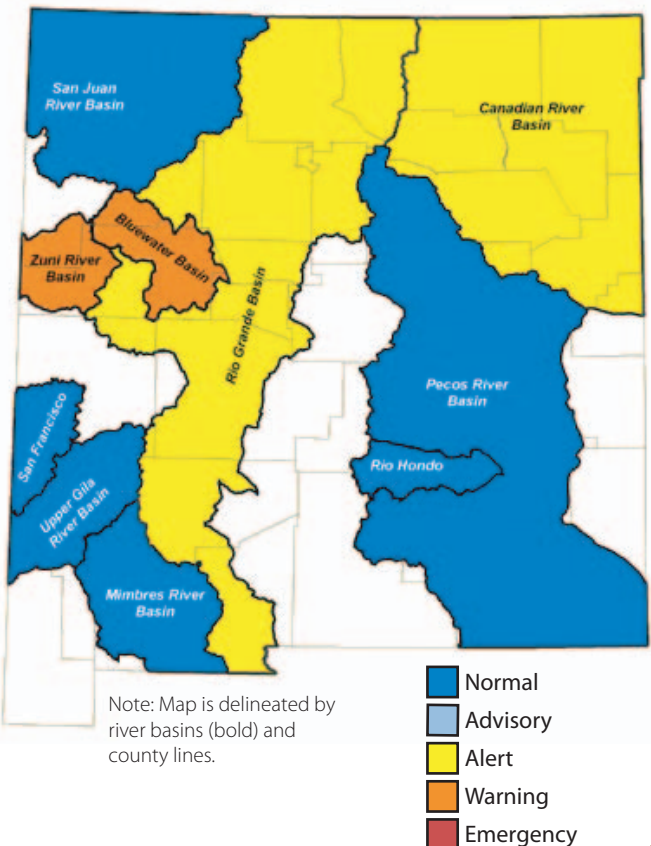 San Juan
River Basin
Canadian River
Basin
Bluewater Basin
Zuni River
Basin
Rio Grande Basin
Pecos River
Basin
San Francisco
Rio Hondo
Upper Gila
River Basin
Mimbres River
Basin
Note: Map is delineated by
river basins (bold) and
county lines.
Normal
Advisory
Alert
Warning
Emergency